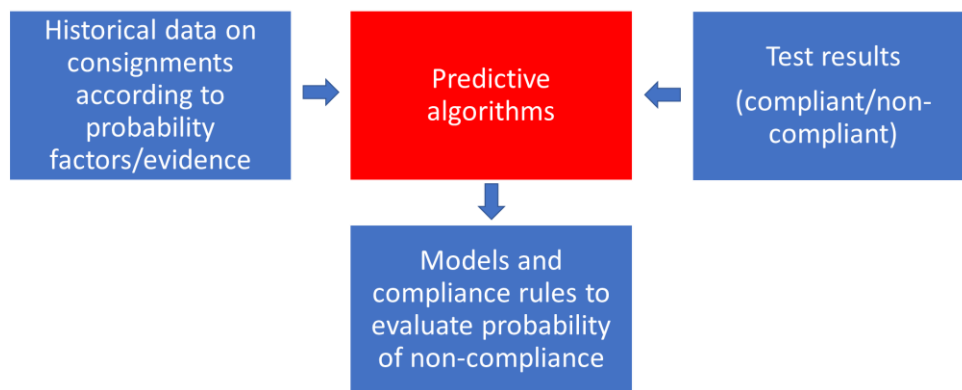 Historical data on
consignments
according to
probability
factors/evidence
Predictive
algorithms
Test results
(compliant/non-
compliant)
Models and
compliance rules to
evaluate probability
of non-compliance